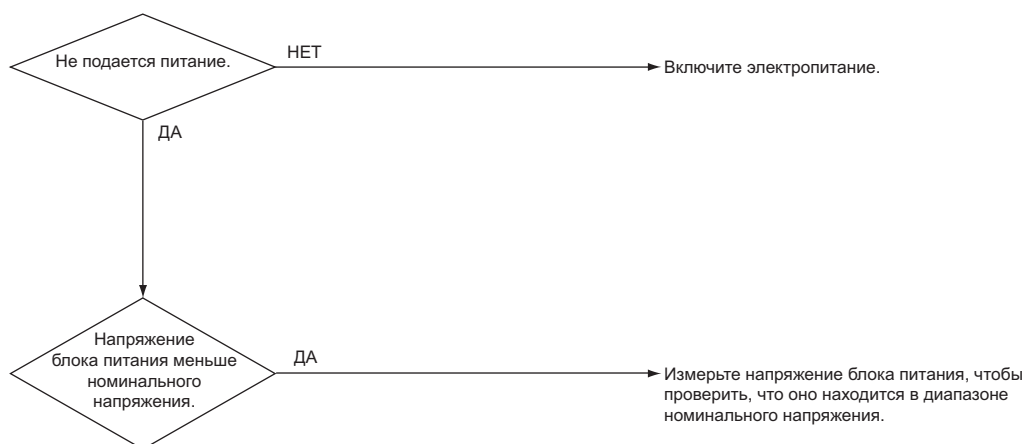 Не подается питание.
НЕТ
Включите электропитание.
ДА
Напряжение
блока питания меньше
номинального
напряжения.
ДА
Измерьте напряжение блока питания, чтобы
проверить, что оно находится в диапазоне
номинального напряжения.